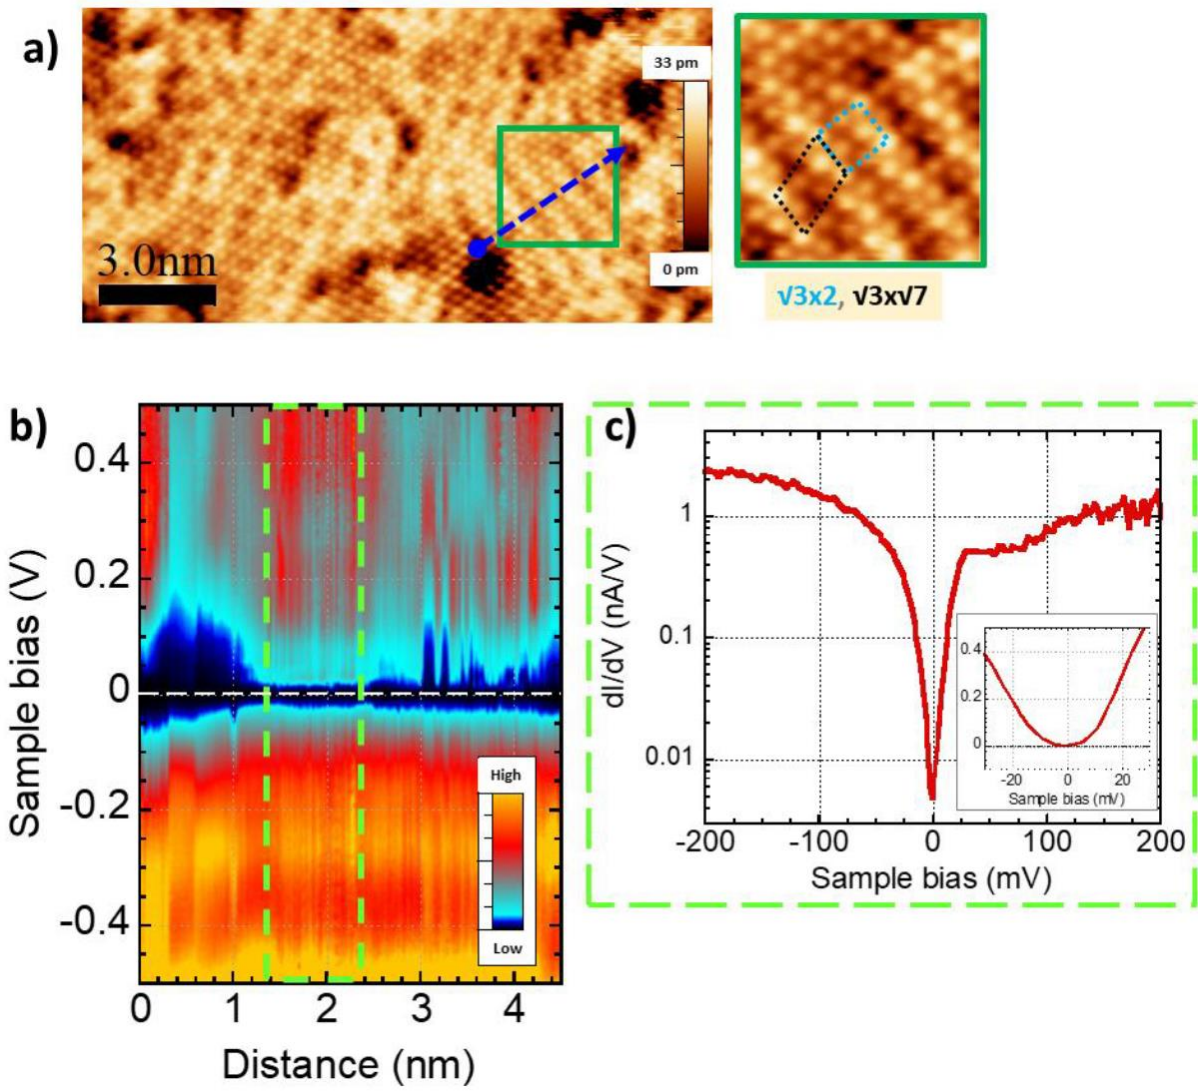 a)
33 pm
0 pm
3.0nm
√3x2, √3x√7
b)
0.4
0.2
0
-0.2
-0.4
Sample bias (V)
High
Low
0 1 2 3 4
Distance (nm)
c)
dI/dV (nA/V)
1
0.1
0.01
0.4
0.2
0
-20 0 20
Sample bias (mV)
-200 -100 0 100 200
Sample bias (mV)